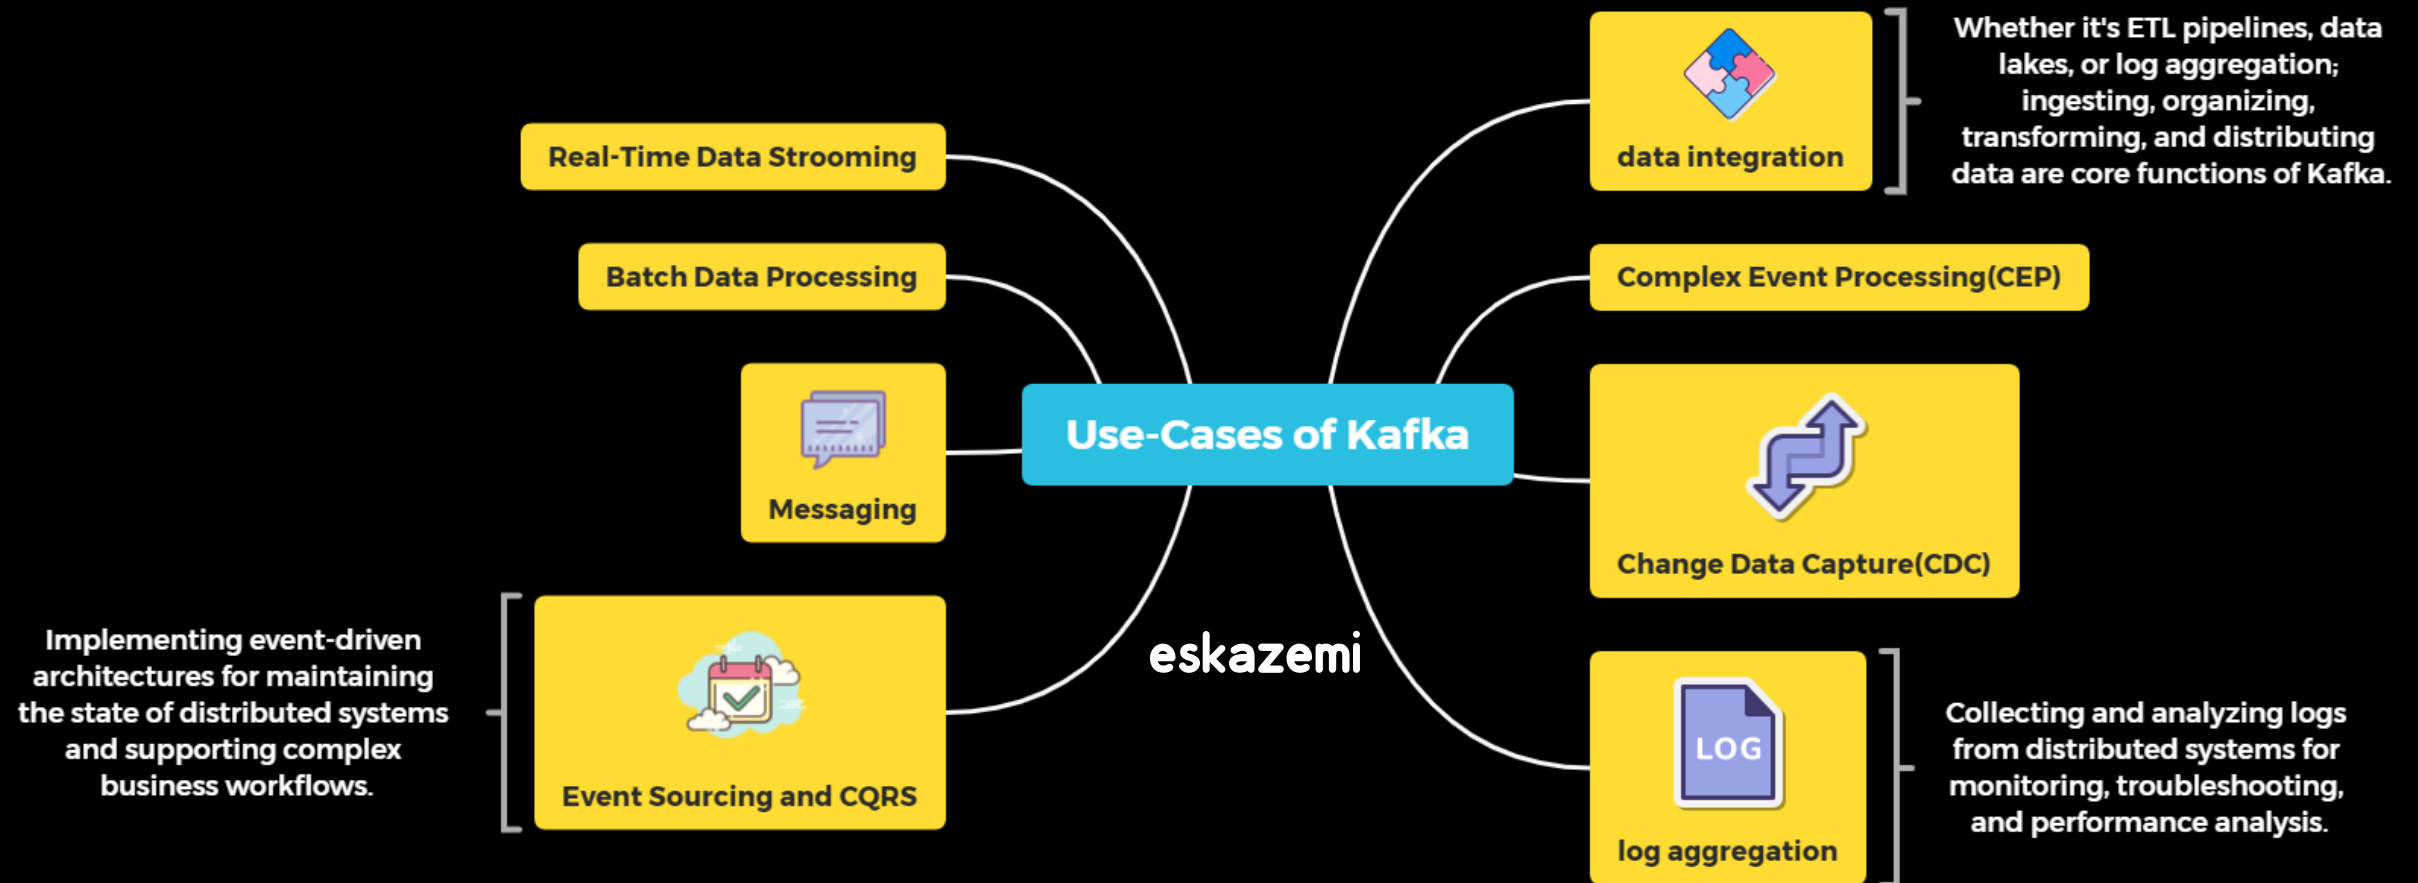 Real-Time Data Strooming
Batch Data Processing
Messaging
Implementing event-driven
architectures for maintaining
the state of distributed systems
and supporting complex
business workflows.
Event Sourcing and CQRS
Use-Cases of Kafka
eskazemi
data integration
Whether it's ETL pipelines, data
lakes, or log aggregation;
ingesting, organizing,
transforming, and distributing
data are core functions of Kafka.
Complex Event Processing(CEP)
Change Data Capture(CDC)
LOG
log aggregation
Collecting and analyzing logs
from distributed systems for
monitoring, troubleshooting,
and performance analysis.